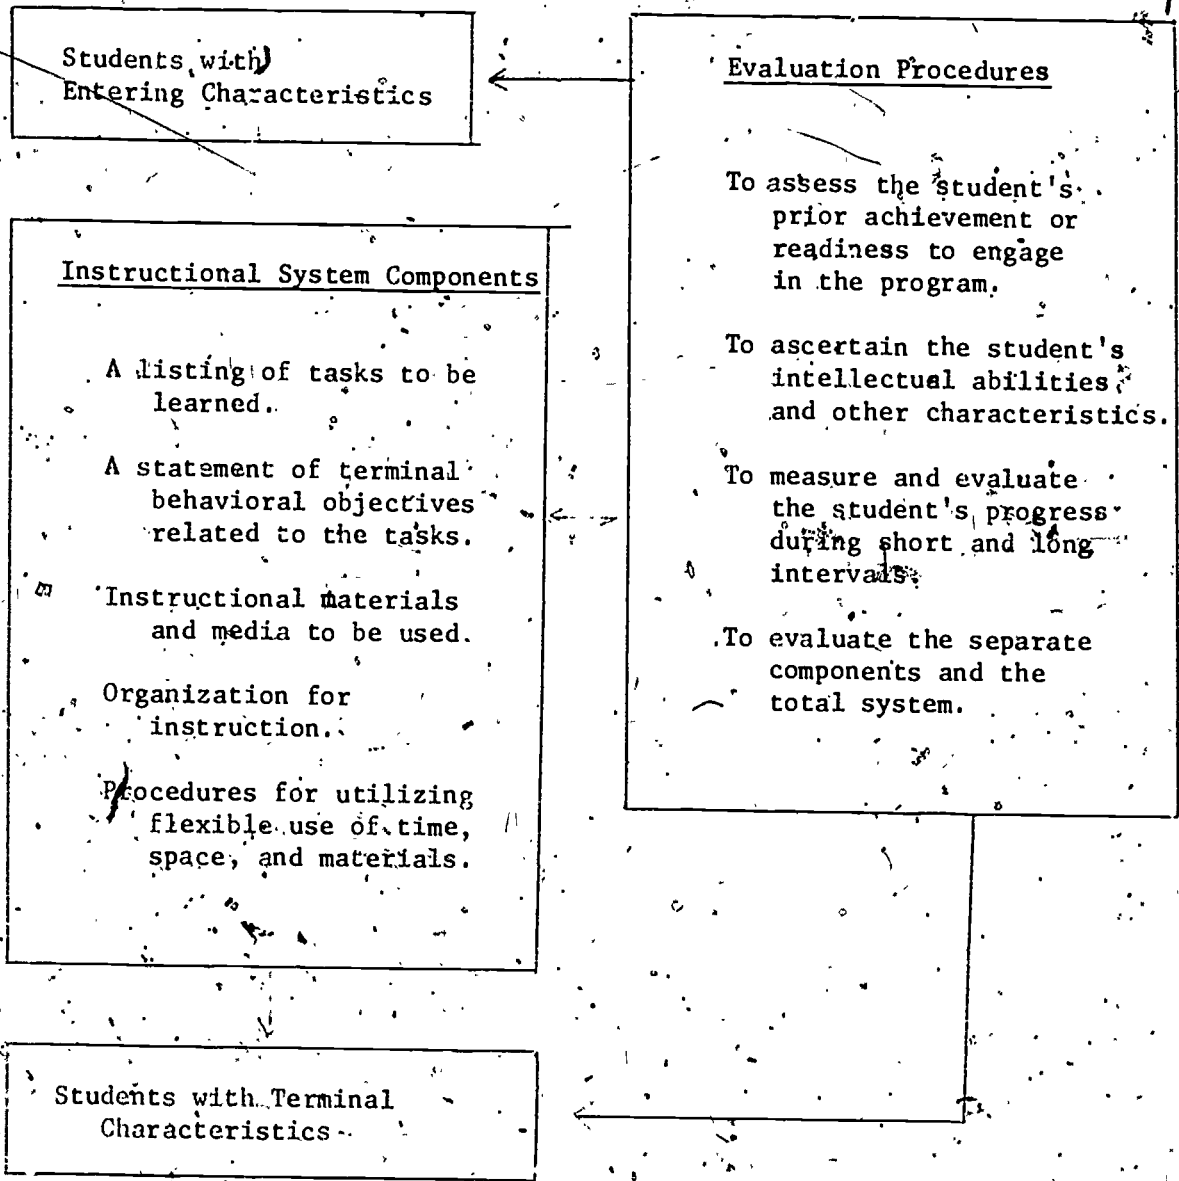 Students with
Entering Characteristics
Instructional System Components
A listing of tasks to be
learned.
A statement of terminal
behavioral objectives
related to the tasks.
Instructional materials
and media to be used.
Organization for
instruction.
Procedures for utilizing
flexible use of time,
space, and materials.
Students with Terminal
Characteristics
Evaluation Procedures
To assess the student's
prior achievement or
readiness to engage
in the program.
To ascertain the student's
intellectual abilities
and other characteristics.
To measure and evaluate
the student's progress
during short and long
intervals.
To evaluate the separate
components and the
total system.